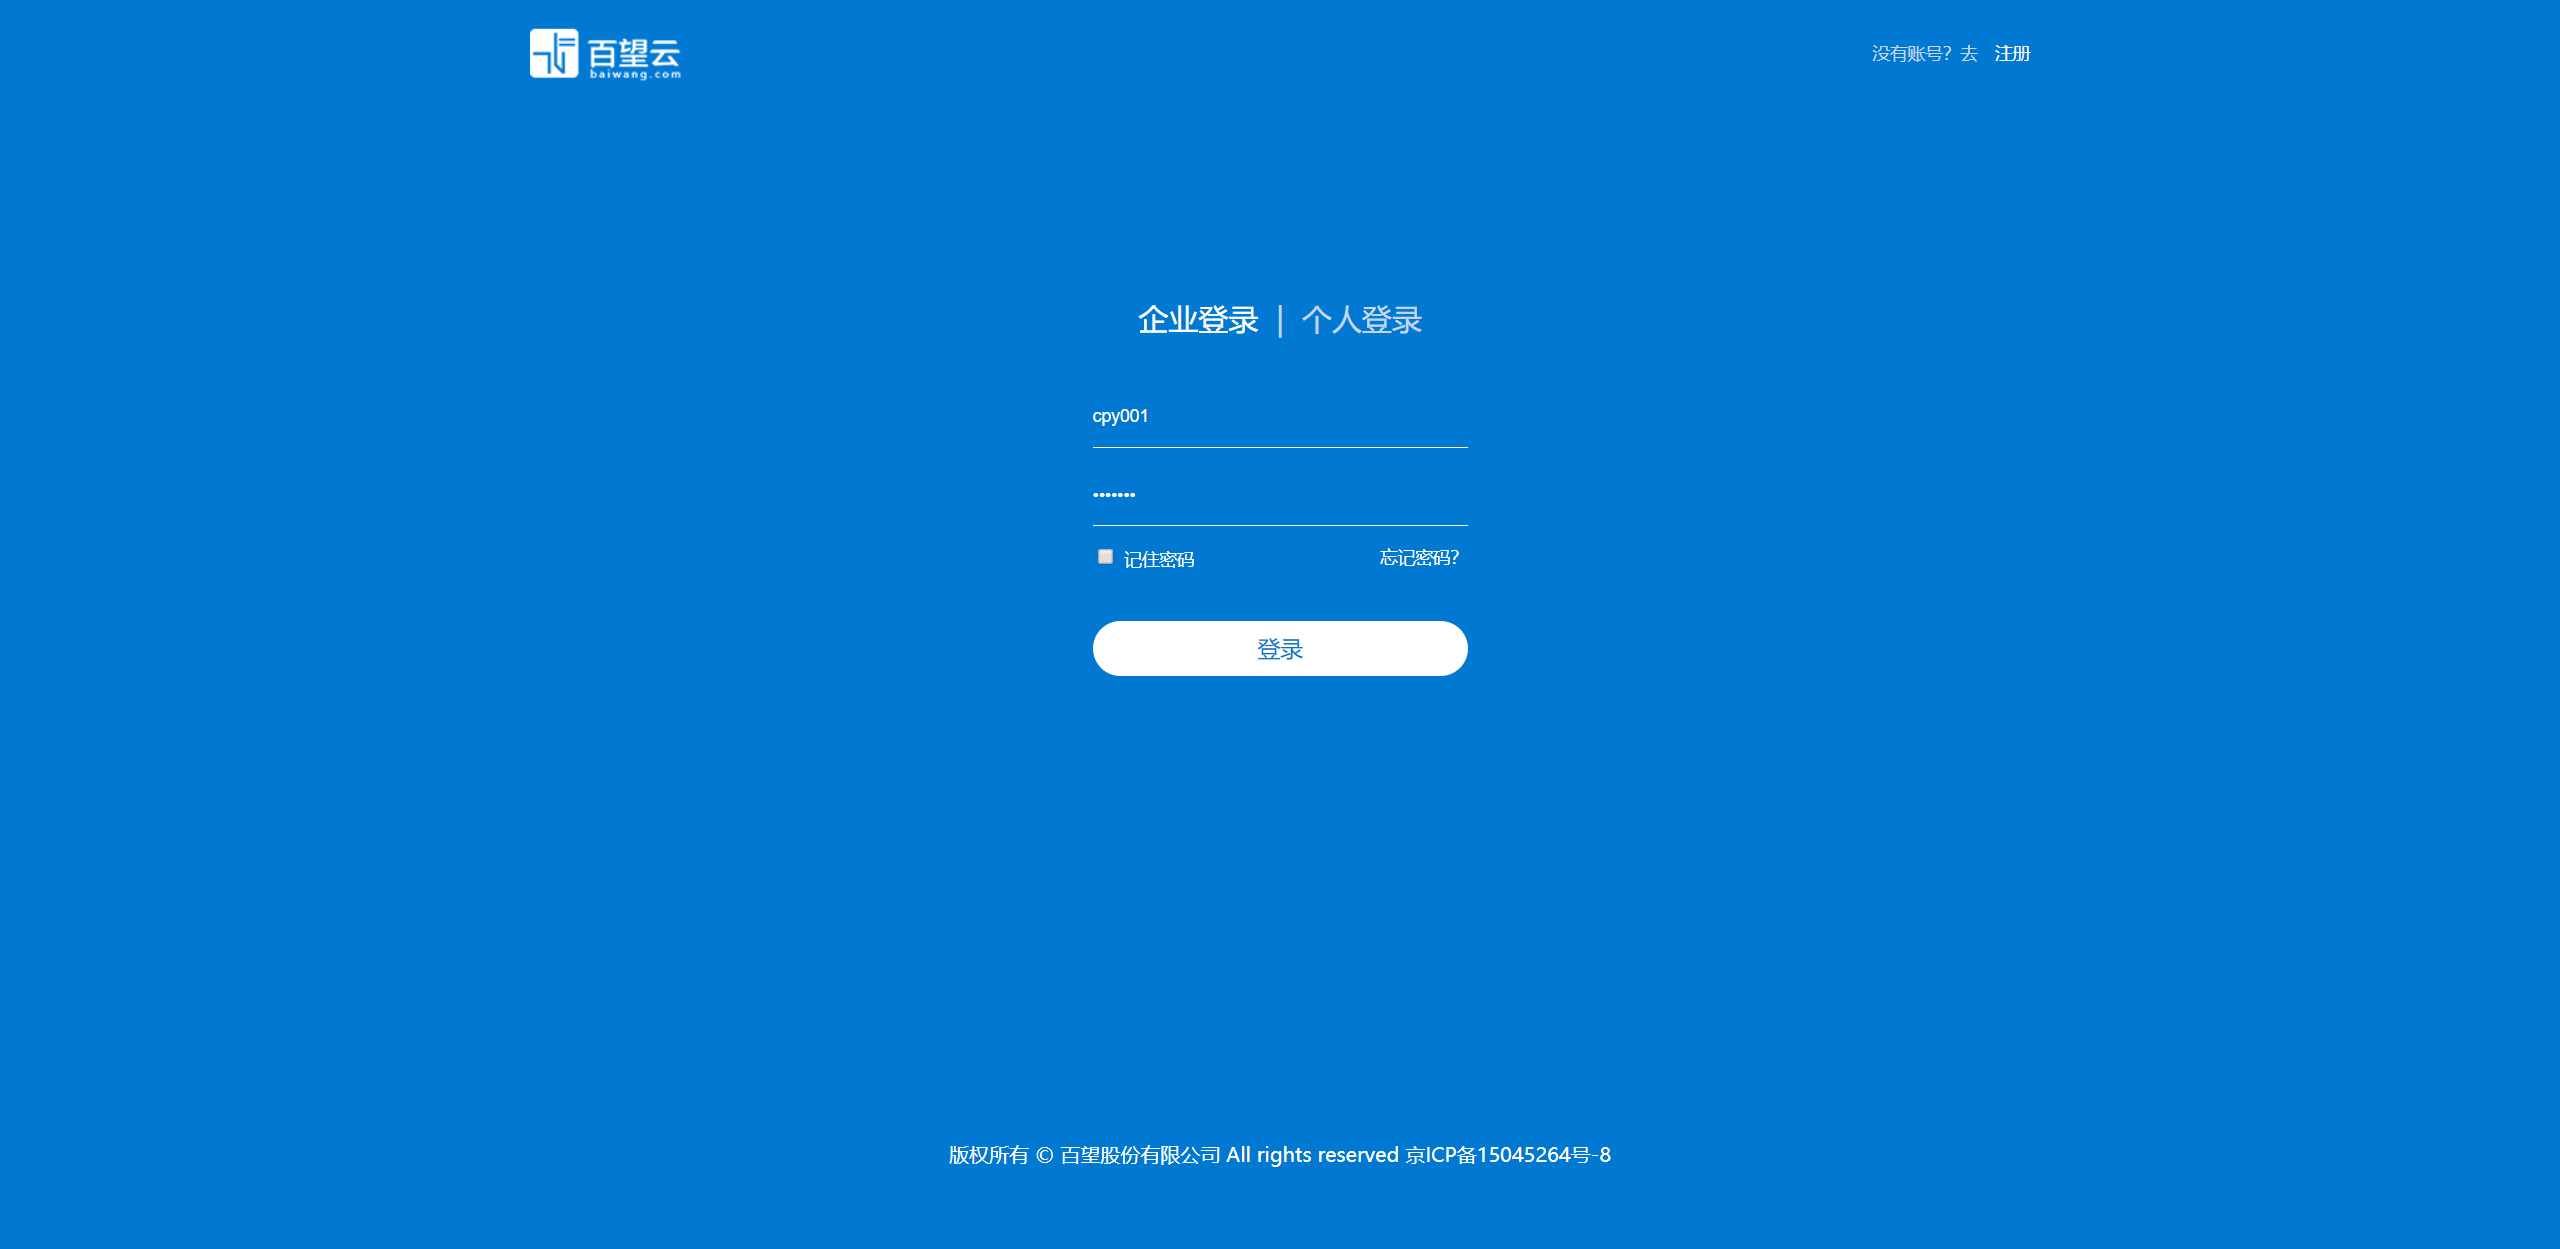 百望云
baiwang.com
没有账号？去 注册
企业登录 | 个人登录
cpy001
•••••••
记住密码 忘记密码？
登录
版权所有 © 百望股份有限公司 All rights reserved 京ICP备15045264号-8